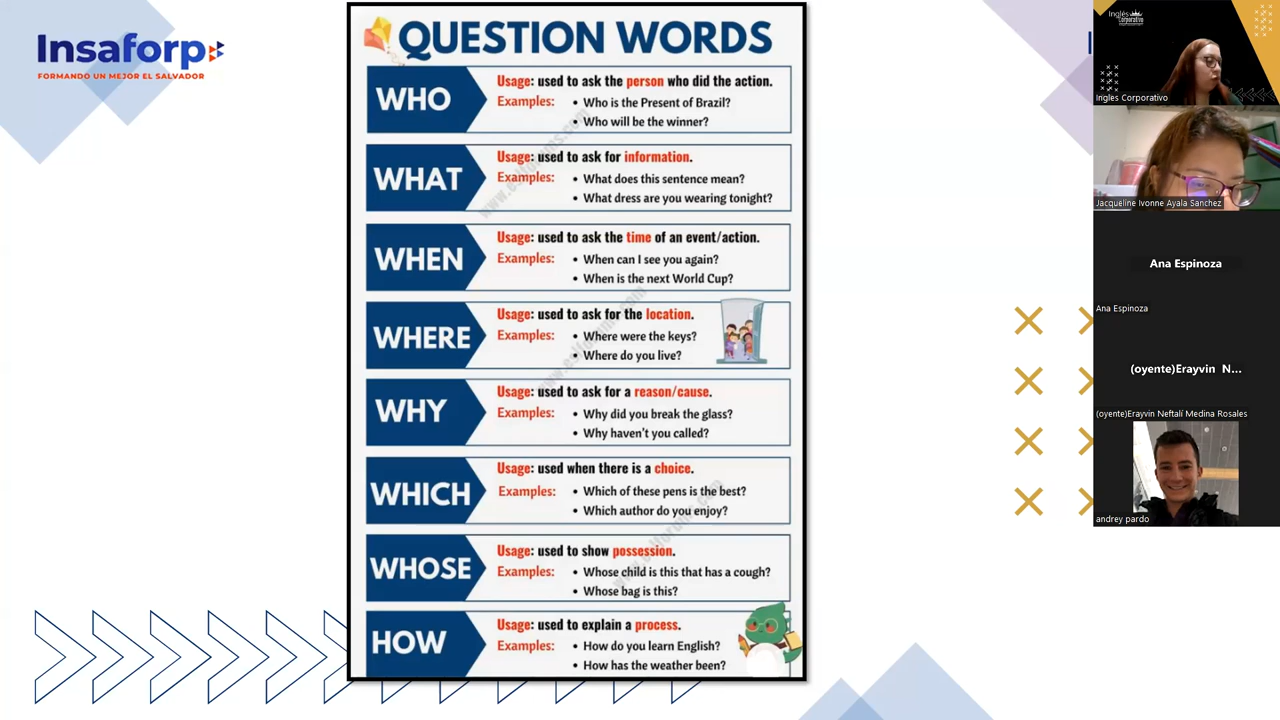 Insaforp
FORMANDO UN MEJOR EL SALVADOR
QUESTION WORDS
WHO
Usage: used to ask the person who did the action.
Examples:
• Who is the Present of Brazil?
• Who will be the winner?
WHAT
Usage: used to ask for information.
Examples:
• What does this sentence mean?
• What dress are you wearing tonight?
WHEN
Usage: used to ask the time of an event/action.
Examples:
• When can I see you again?
• When is the next World Cup?
WHERE
Usage: used to ask for the location.
Examples:
• Where were the keys?
• Where do you live?
WHY
Usage: used to ask for a reason/cause.
Examples:
• Why did you break the glass?
• Why haven't you called?
WHICH
Usage: used when there is a choice.
Examples:
• Which of these pens is the best?
• Which author do you enjoy?
WHOSE
Usage: used to show possession.
Examples:
• Whose child is this that has a cough?
• Whose bag is this?
HOW
Usage: used to explain a process.
Examples:
• How do you learn English?
• How has the weather been?
Inglés
Corporativo
Ingles Corporativo
Jacqueline Ivonne Ayala Sanchez
Ana Espinoza
Ana Espinoza
(oyente)Erayvin N...
(oyente)Erayvin Neftalí Medina Rosales
andrey pardo